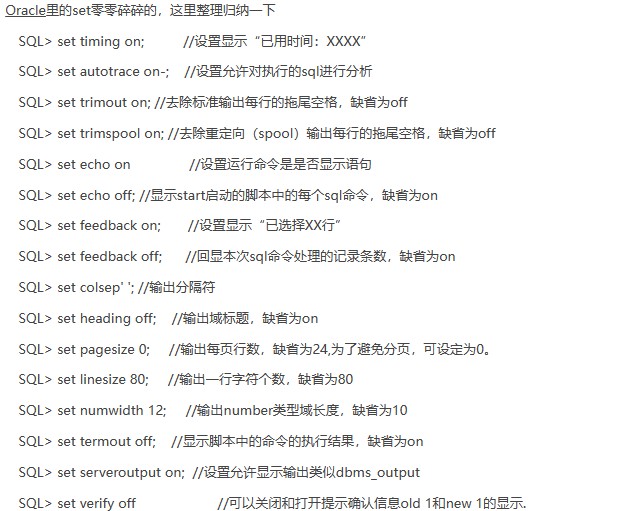 Oracle里的set零零碎碎的，这里整理归纳一下
SQL> set timing on; //设置显示“已用时间：XXXX”
SQL> set autotrace on-; //设置允许对执行的sql进行分析
SQL> set trimout on; //去除标准输出每行的拖尾空格，缺省为off
SQL> set trimspool on; //去除重定向（spool）输出每行的拖尾空格，缺省为off
SQL> set echo on //设置运行命令是是否显示语句
SQL> set echo off; //显示start启动的脚本中的每个sql命令，缺省为on
SQL> set feedback on; //设置显示“已选择XX行”
SQL> set feedback off; //回显本次sql命令处理的记录条数，缺省为on
SQL> set colsep' '; //输出分隔符
SQL> set heading off; //输出域标题，缺省为on
SQL> set pagesize 0; //输出每页行数，缺省为24,为了避免分页，可设定为0。
SQL> set linesize 80; //输出一行字符个数，缺省为80
SQL> set numwidth 12; //输出number类型域长度，缺省为10
SQL> set termout off; //显示脚本中的命令的执行结果，缺省为on
SQL> set serveroutput on; //设置允许显示输出类似dbms_output
SQL> set verify off //可以关闭和打开提示确认信息old 1和new 1的显示.